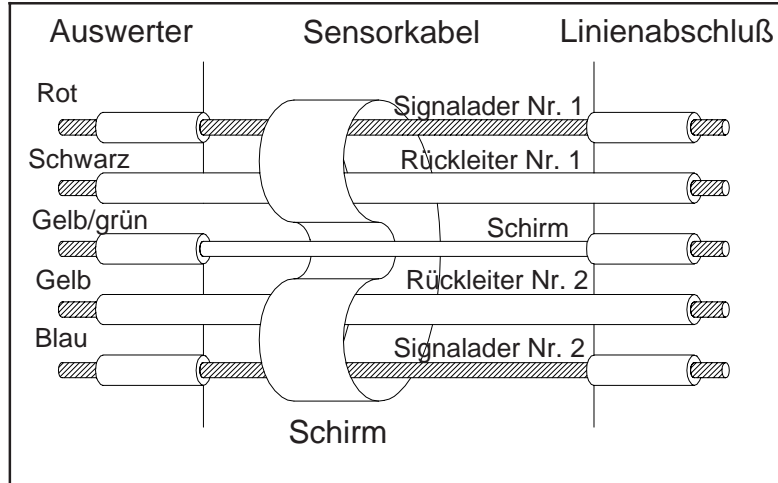 Auswerter Sensorkabel Linienabschluß
Rot
Signalader Nr. 1
Schwarz
Rückleiter Nr. 1
Gelb/grün
Schirm
Gelb
Rückleiter Nr. 2
Blau
Signalader Nr. 2
Schirm